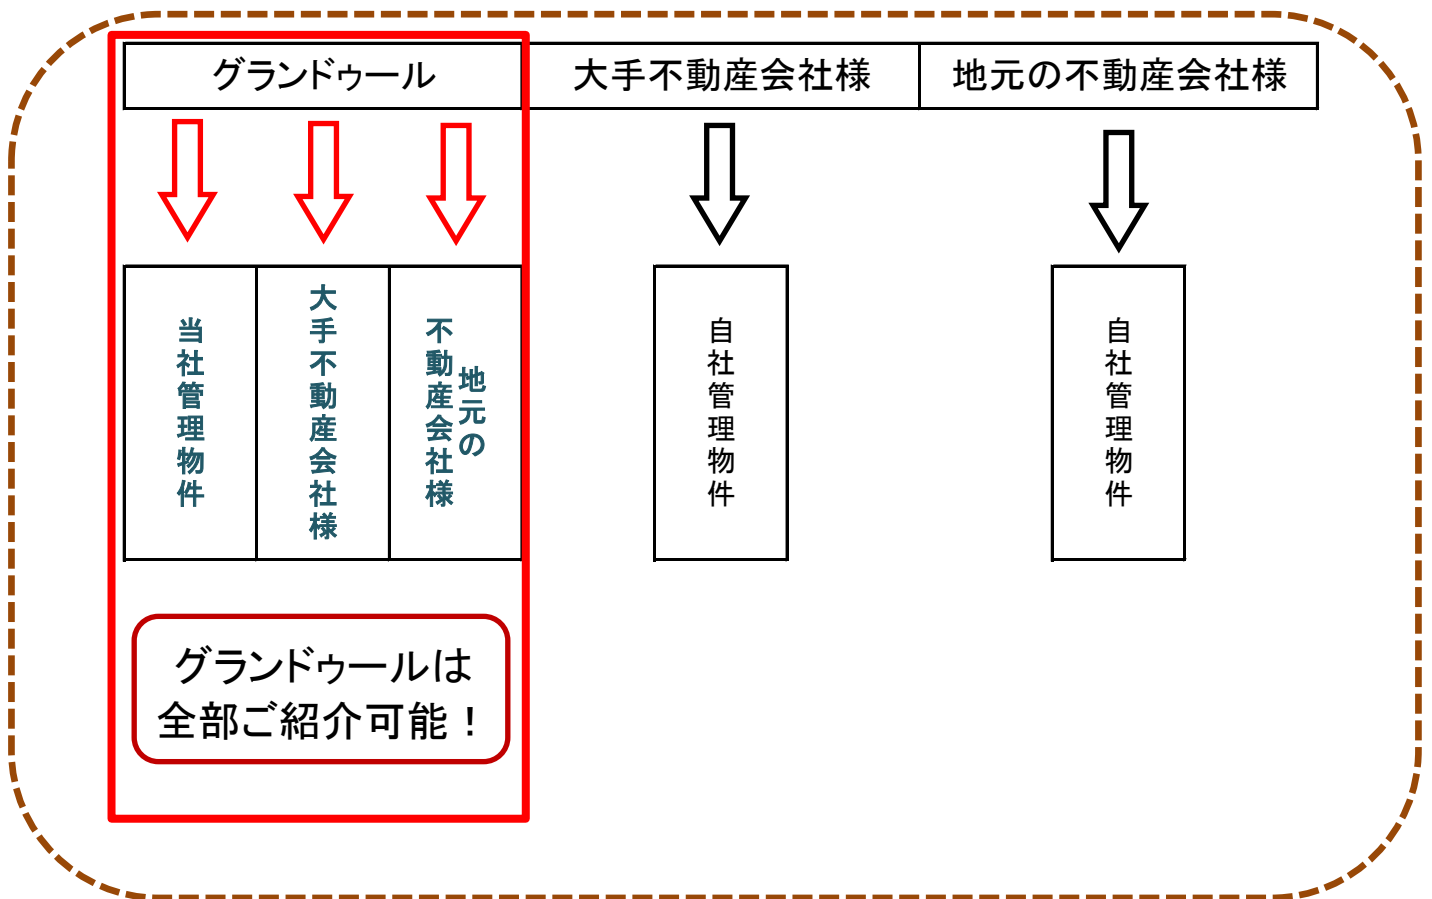 グランドゥール
大手不動産会社様
地元の不動産会社様
当社管理物件
大手不動産会社様
地元の
不動産会社様
自社管理物件
自社管理物件
グランドゥールは
全部ご紹介可能！